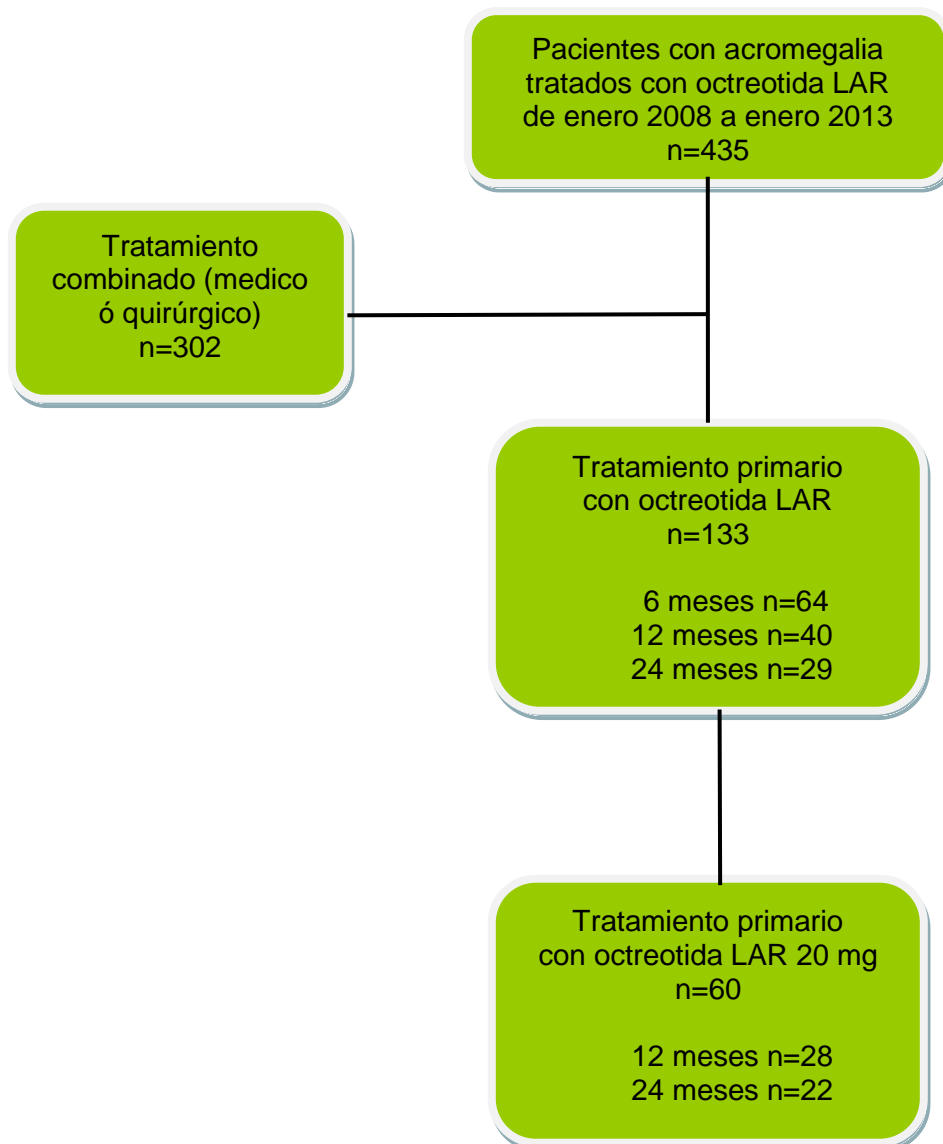 Pacientes con acromegalia
tratados con octreotida LAR
de enero 2008 a enero 2013
n=435
Tratamiento
combinado (medico
ó quirúrgico)
n=302
Tratamiento primario
con octreotida LAR
n=133
6 meses n=64
12 meses n=40
24 meses n=29
Tratamiento primario
con octreotida LAR 20 mg
n=60
12 meses n=28
24 meses n=22